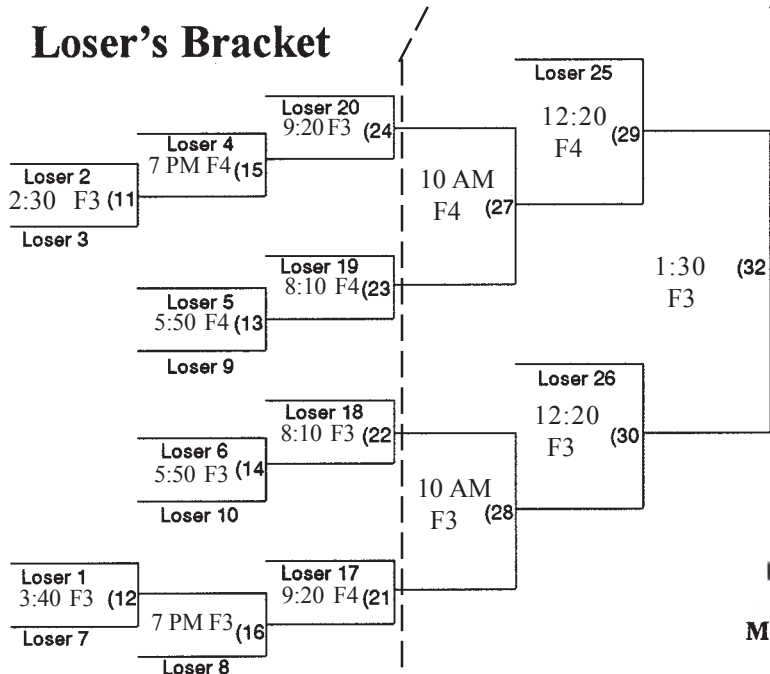 Loser's Bracket
Loser 25
12:20
F4
(29
Loser 20
9:20 F3
(24
Loser 4
7 PM F4
(15
Loser 2
2:30 F3
(11
Loser 3
10 AM
F4
(27
Loser 19
8:10 F4
(23
Loser 5
5:50 F4
(13
Loser 9
1:30
F3
(32
Loser 26
12:20
F3
(30
Loser 18
8:10 F3
(22
Loser 6
5:50 F3
(14
Loser 10
10 AM
F3
(28
Loser 17
9:20 F4
(21
Loser 1
3:40 F3
(12
Loser 7
7 PM F3
(16
Loser 8
M